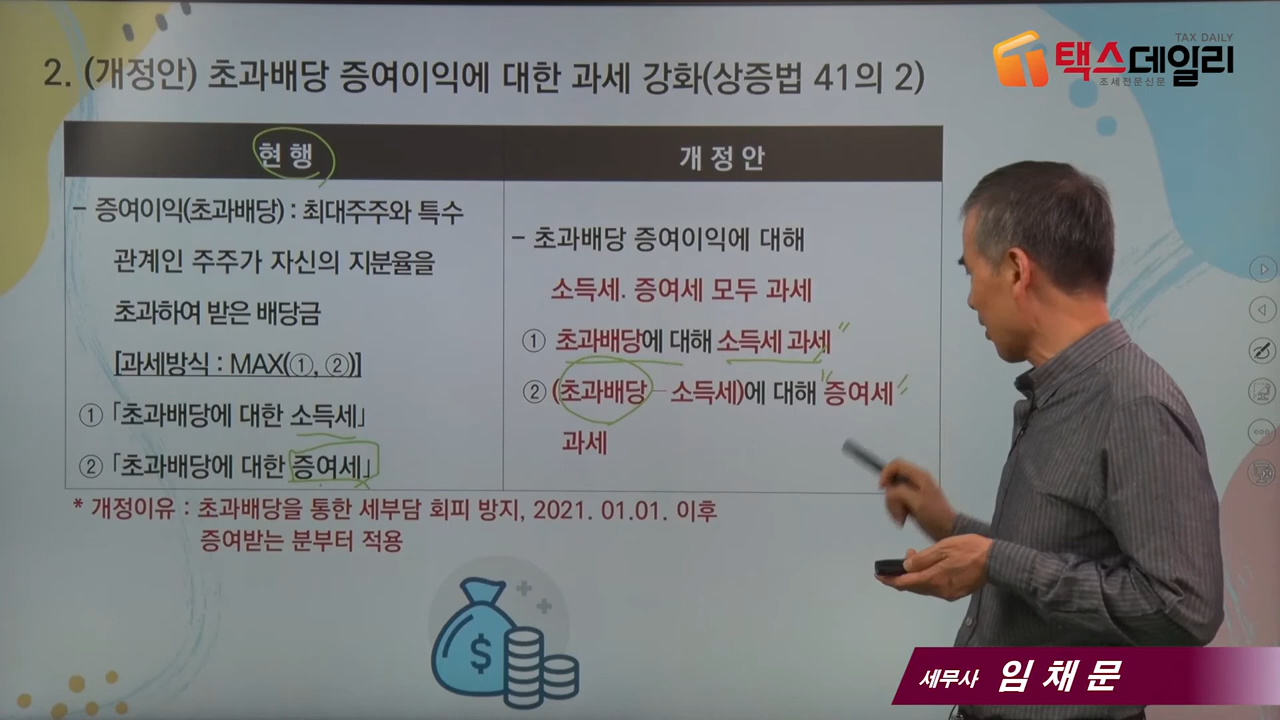 2. (개정안) 초과배당 증여이익에 대한 과세 강화(상증법 41의 2)
TAX DAILY
택스데일리
조세전문신문
현 행
개 정 안
- 증여이익(초과배당) : 최대주주와 특수
관계인 주주가 자신의 지분율을
초과하여 받은 배당금
[과세방식 : MAX(①, ②)]
① 「초과배당에 대한 소득세」
② 「초과배당에 대한 증여세」
- 초과배당 증여이익에 대해
소득세. 증여세 모두 과세
① 초과배당에 대해 소득세 과세
② (초과배당 - 소득세)에 대해 증여세
과세
* 개정이유 : 초과배당을 통한 세부담 회피 방지, 2021. 01.01. 이후
증여받는 분부터 적용
$
세무사 임 채 문